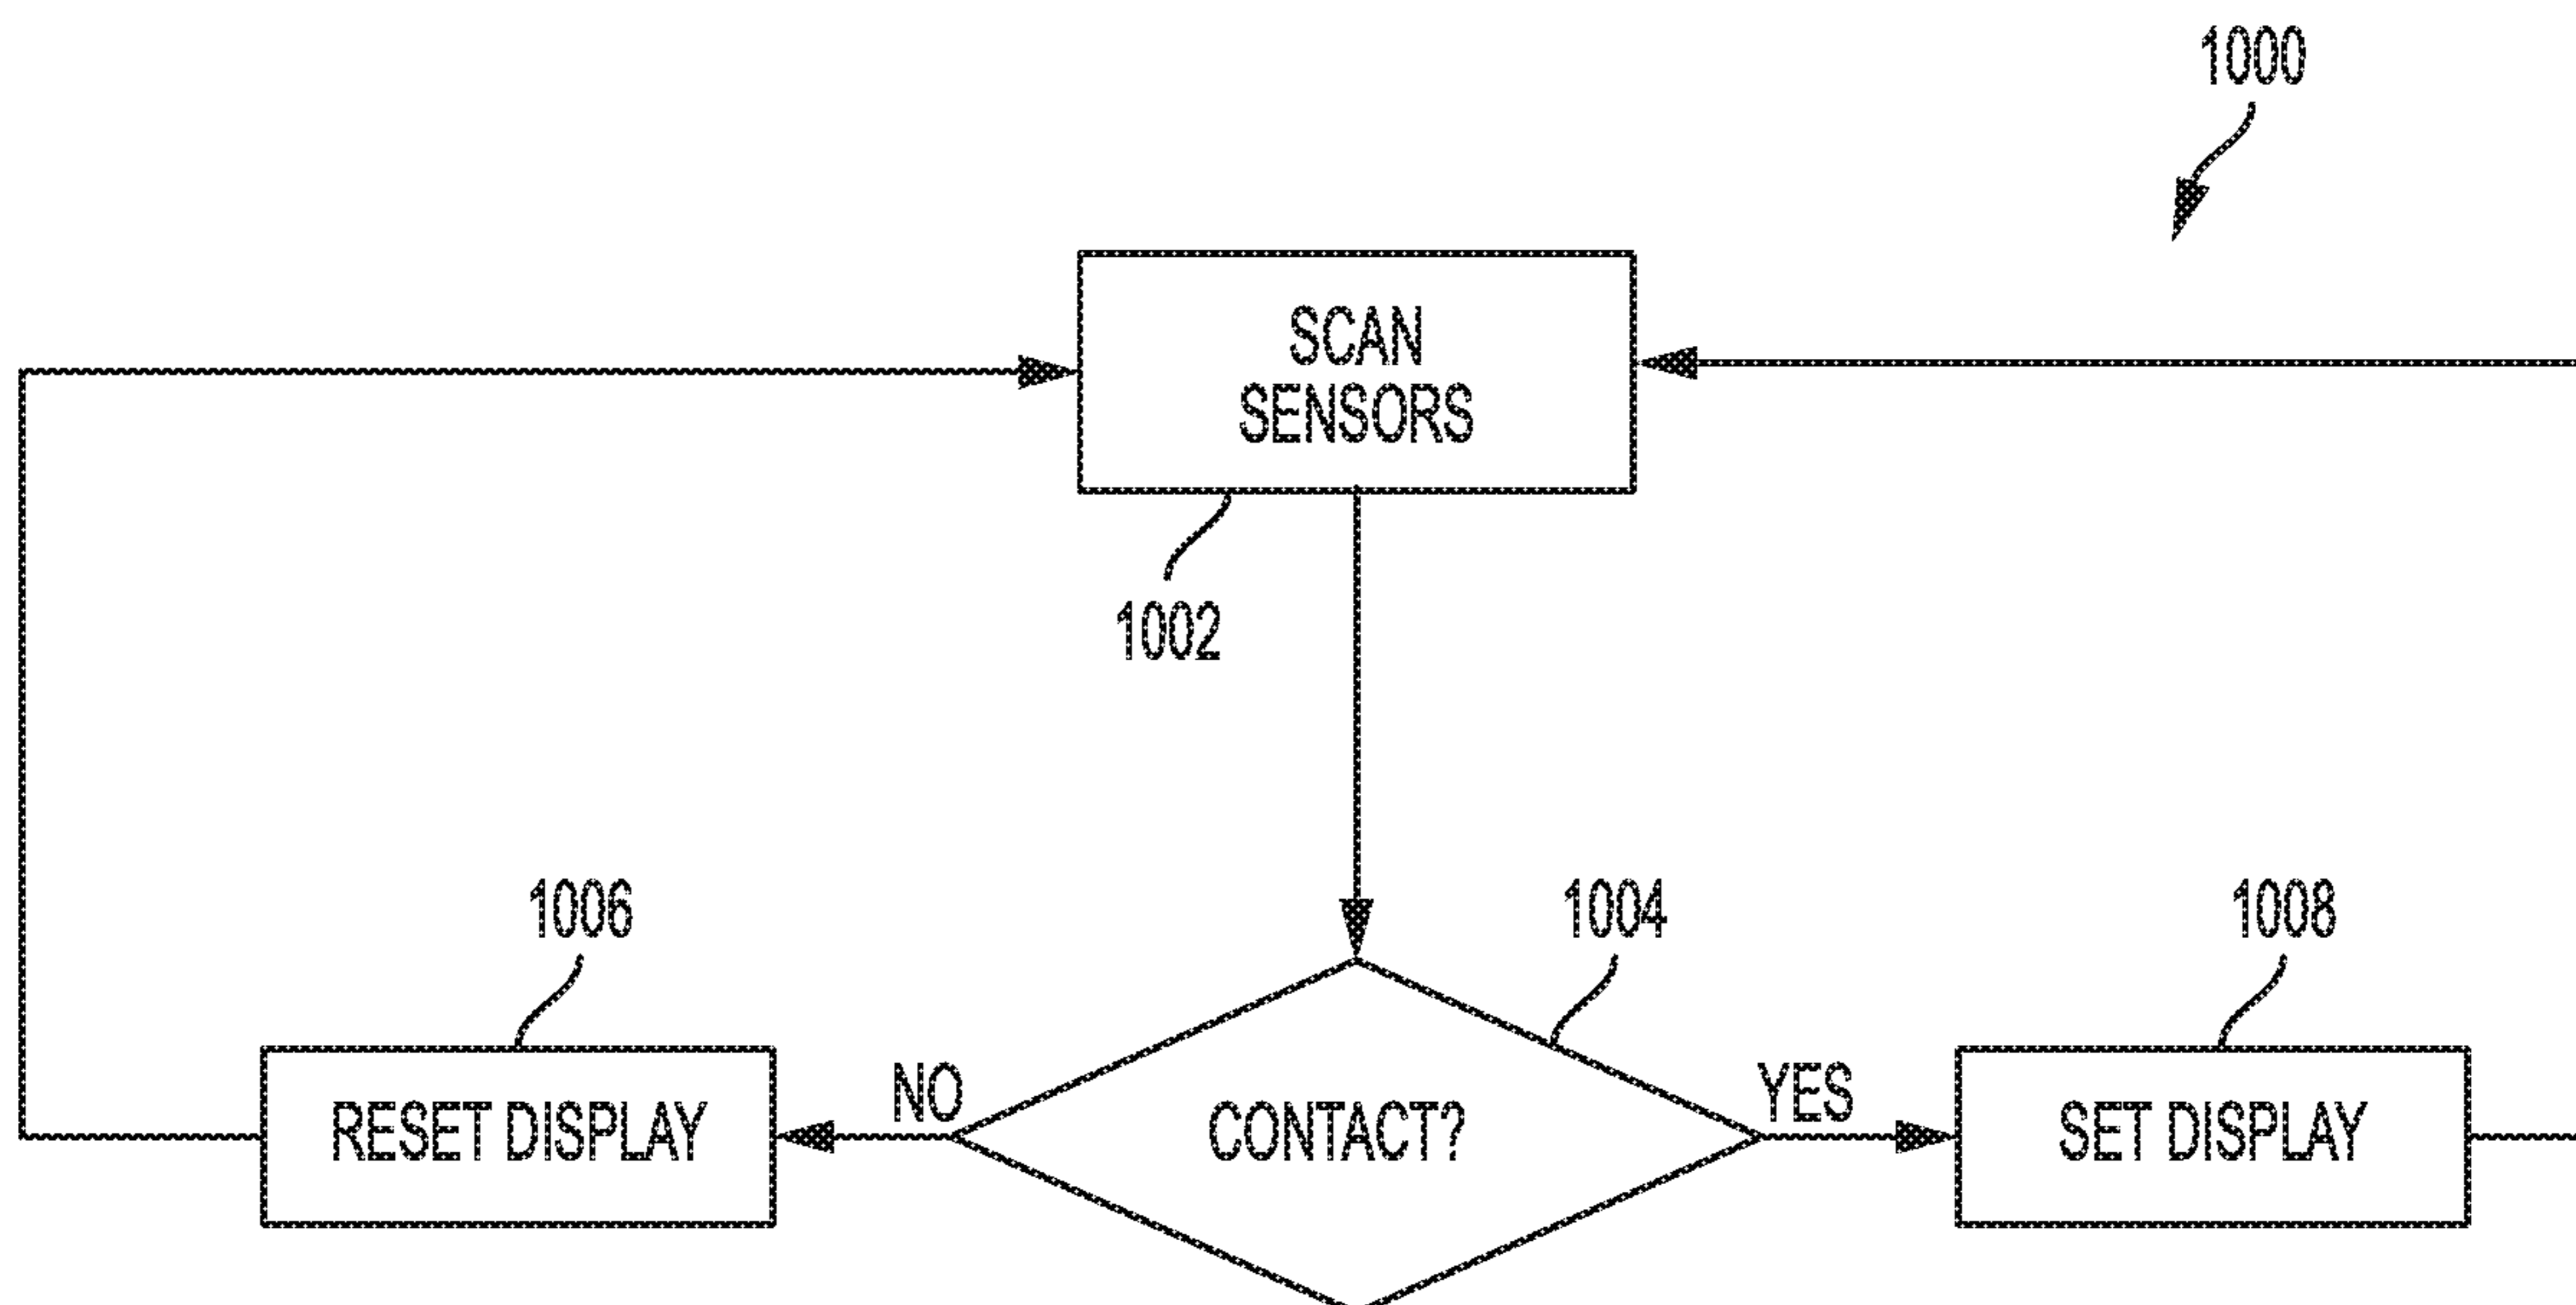 1000
SCAN
SENSORS
1002
1006
1004
1008
NO
YES
RESET DISPLAY
CONTACT?
SET DISPLAY